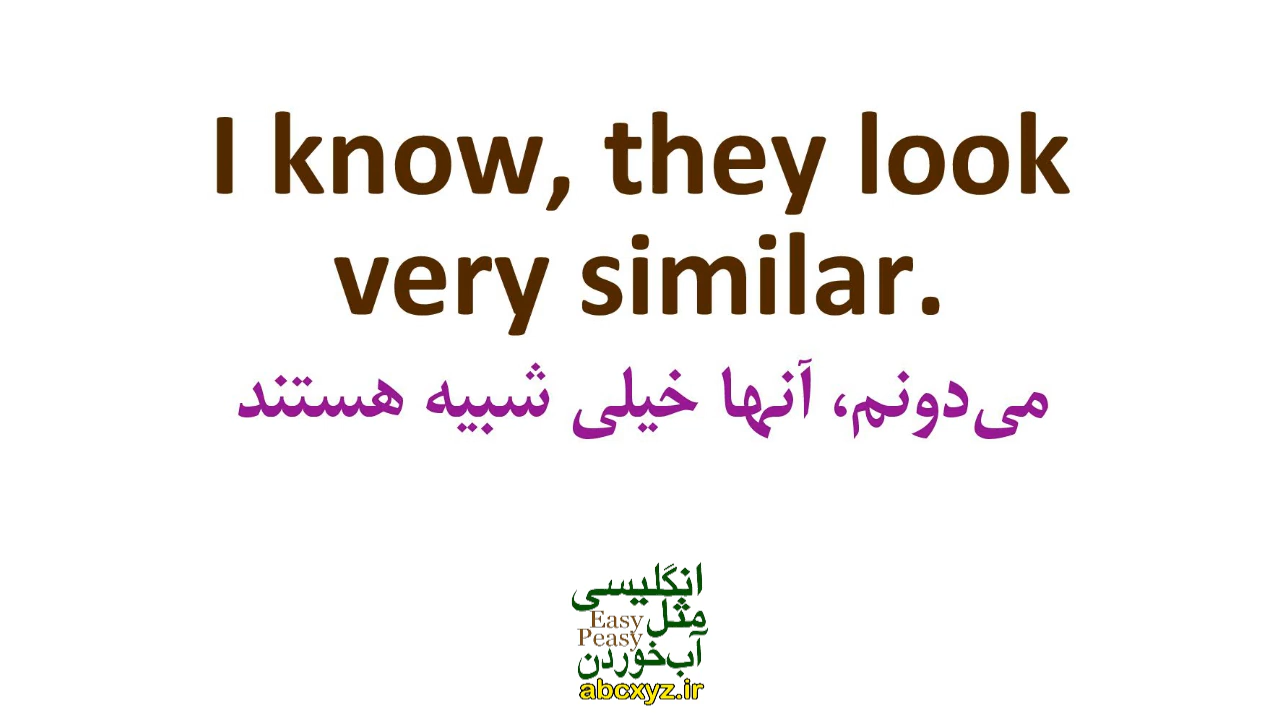 I know, they look
very similar.
می‌دونم، آنها خیلی شبیه هستند
انگلیسی
مثل
Easy
Peasy
آب‌خوردن
abcxyz.ir